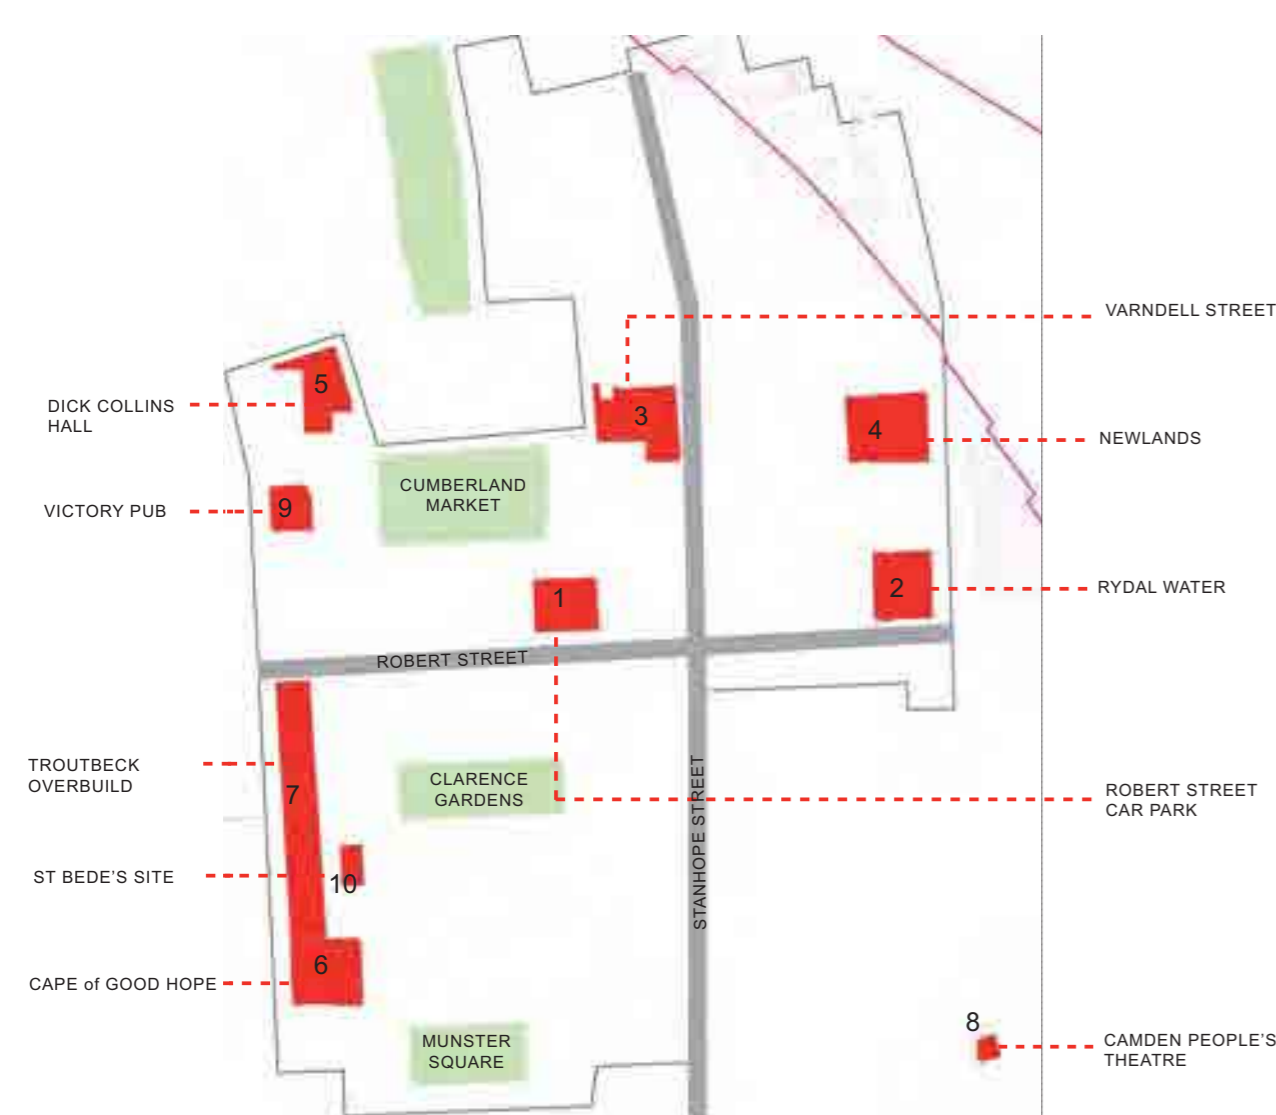 VARNDELL STREET
5
DICK COLLINS
HALL
3
4
NEWLANDS
CUMBERLAND
MARKET
VICTORY PUB
9
1
2
RYDAL WATER
ROBERT STREET
TROUTBECK
OVERBUILD
7
CLARENCE
GARDENS
STANHOPE STREET
ROBERT STREET
CAR PARK
ST BEDE'S SITE
10
6
CAPE of GOOD HOPE
8
MUNSTER
SQUARE
CAMDEN PEOPLE'S
THEATRE